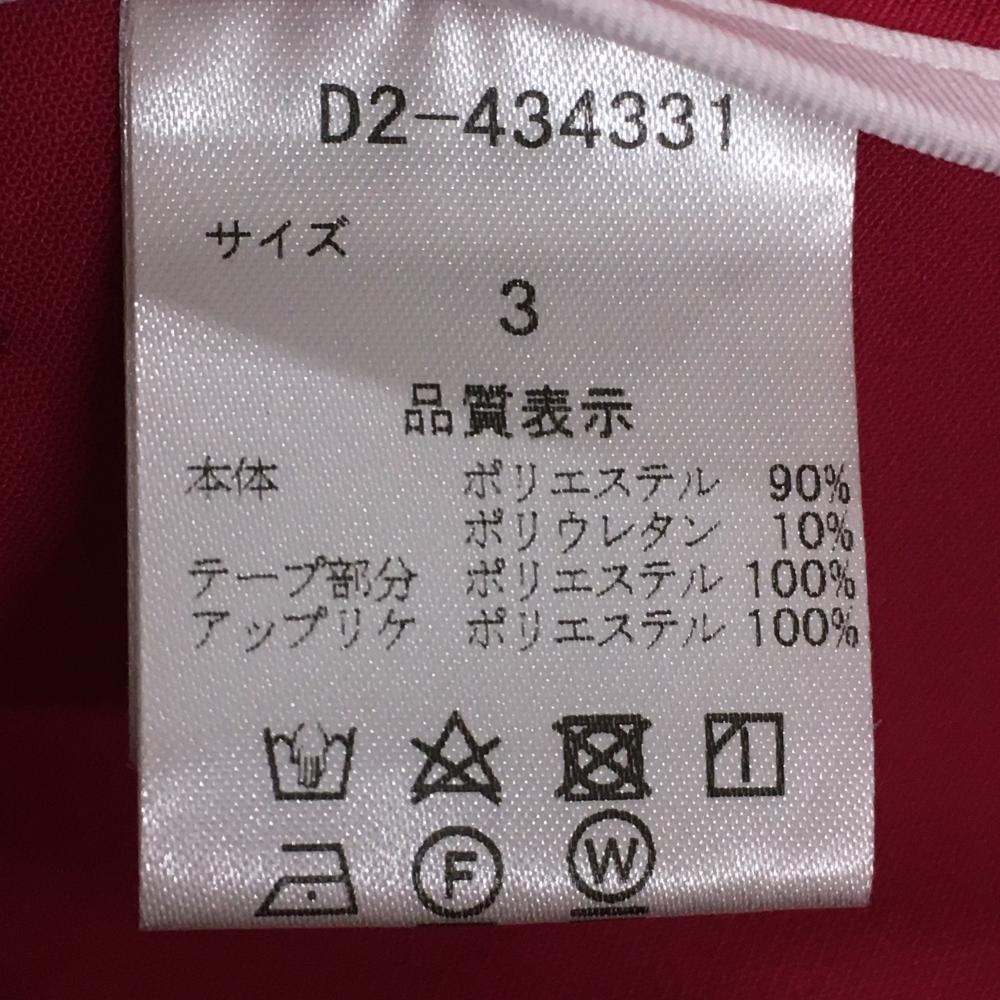 D2-434331
サイズ
3
品質表示
本体 ポリエステル 90%
ポリウレタン 10%
テープ部分 ポリエステル 100%
アップリケ ポリエステル 100%
F W